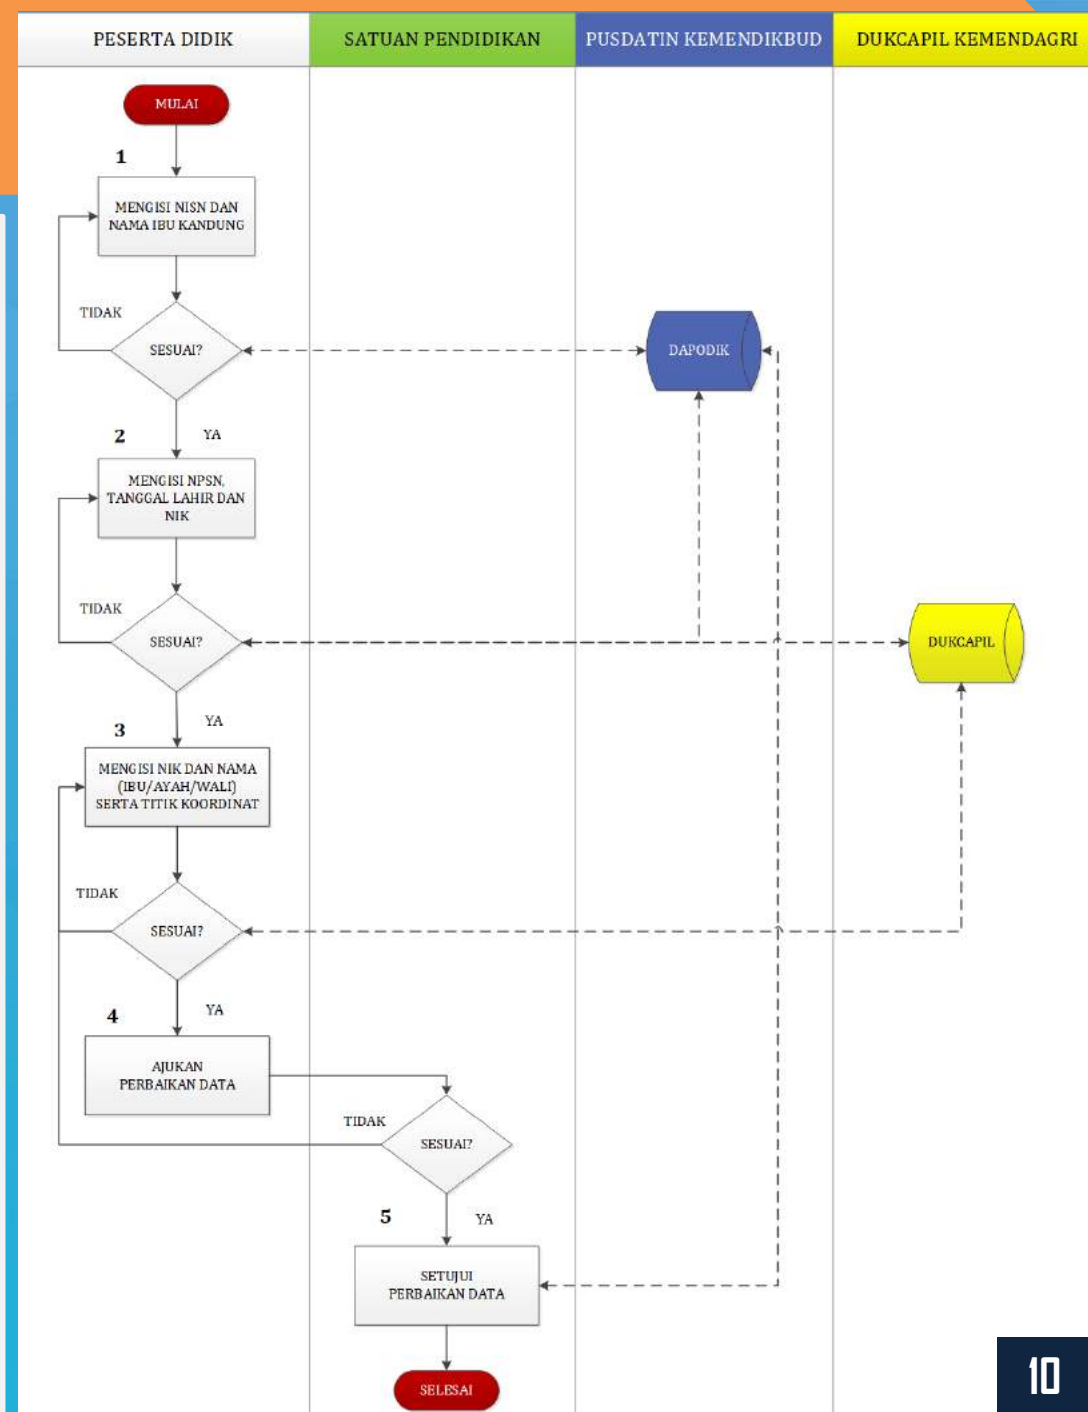 PESERTA DIDIK
SATUAN PENDIDIKAN
PUSDATIN KEMENDIKBUD
DUKCAPIL KEMENDAGRI
MULAI
1
MENGISI NISN DAN
NAMA IBU KANDUNG
TIDAK
SESUAI?
DAPODIK
YA
2
MENGISI NPSN,
TANGGAL LAHIR DAN
NIK
TIDAK
SESUAI?
DUKCAPIL
YA
3
MENGISI NIK DAN NAMA
(IBU/AYAH/WALI)
SERTA TITIK KOORDINAT
TIDAK
SESUAI?
YA
4
AJUKAN
PERBAIKAN DATA
TIDAK
SESUAI?
YA
5
SETUJUI
PERBAIKAN DATA
SELESAI
10